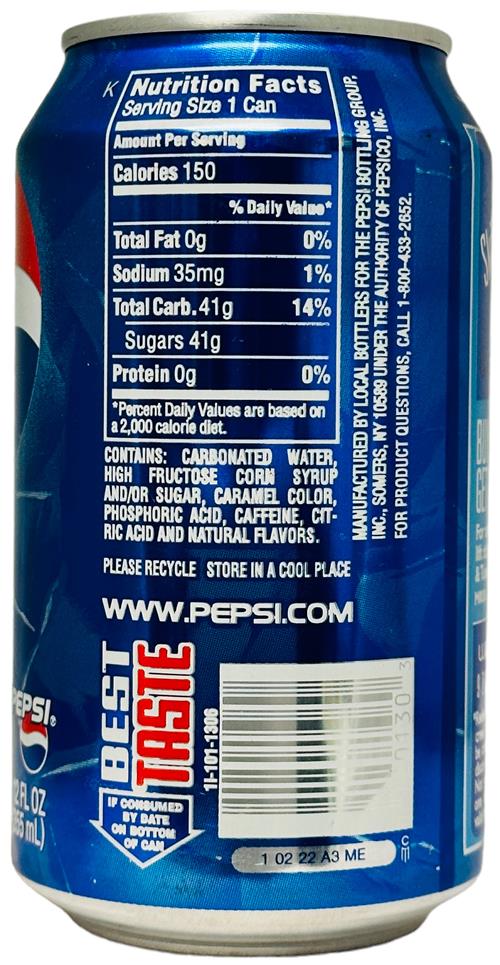 K
Nutrition Facts
Serving Size 1 Can
Amount Per Serving
Calories 150
% Daily Value*
Total Fat 0g 0%
Sodium 35mg 1%
Total Carb. 41g 14%
Sugars 41g
Protein 0g 0%
*Percent Daily Values are based on
a 2,000 calorie diet.
CONTAINS: CARBONATED WATER,
HIGH FRUCTOSE CORN SYRUP
AND/OR SUGAR, CARAMEL COLOR,
PHOSPHORIC ACID, CAFFEINE, CIT-
RIC ACID AND NATURAL FLAVORS.
PLEASE RECYCLE STORE IN A COOL PLACE
WWW.PEPSI.COM
MANUFACTURED BY LOCAL BOTTLERS FOR THE PEPSI BOTTLING GROUP,
INC., SOMERS, NY 10589 UNDER THE AUTHORITY OF PEPSICO, INC.
FOR PRODUCT QUESTIONS, CALL 1-800-433-2652.
BEST
TASTE
IF CONSUMED
BY DATE
ON BOTTOM
OF CAN
1I-101-1306
0130
3
1 02 22 A3 ME
PEPSI®
FL OZ
mL)